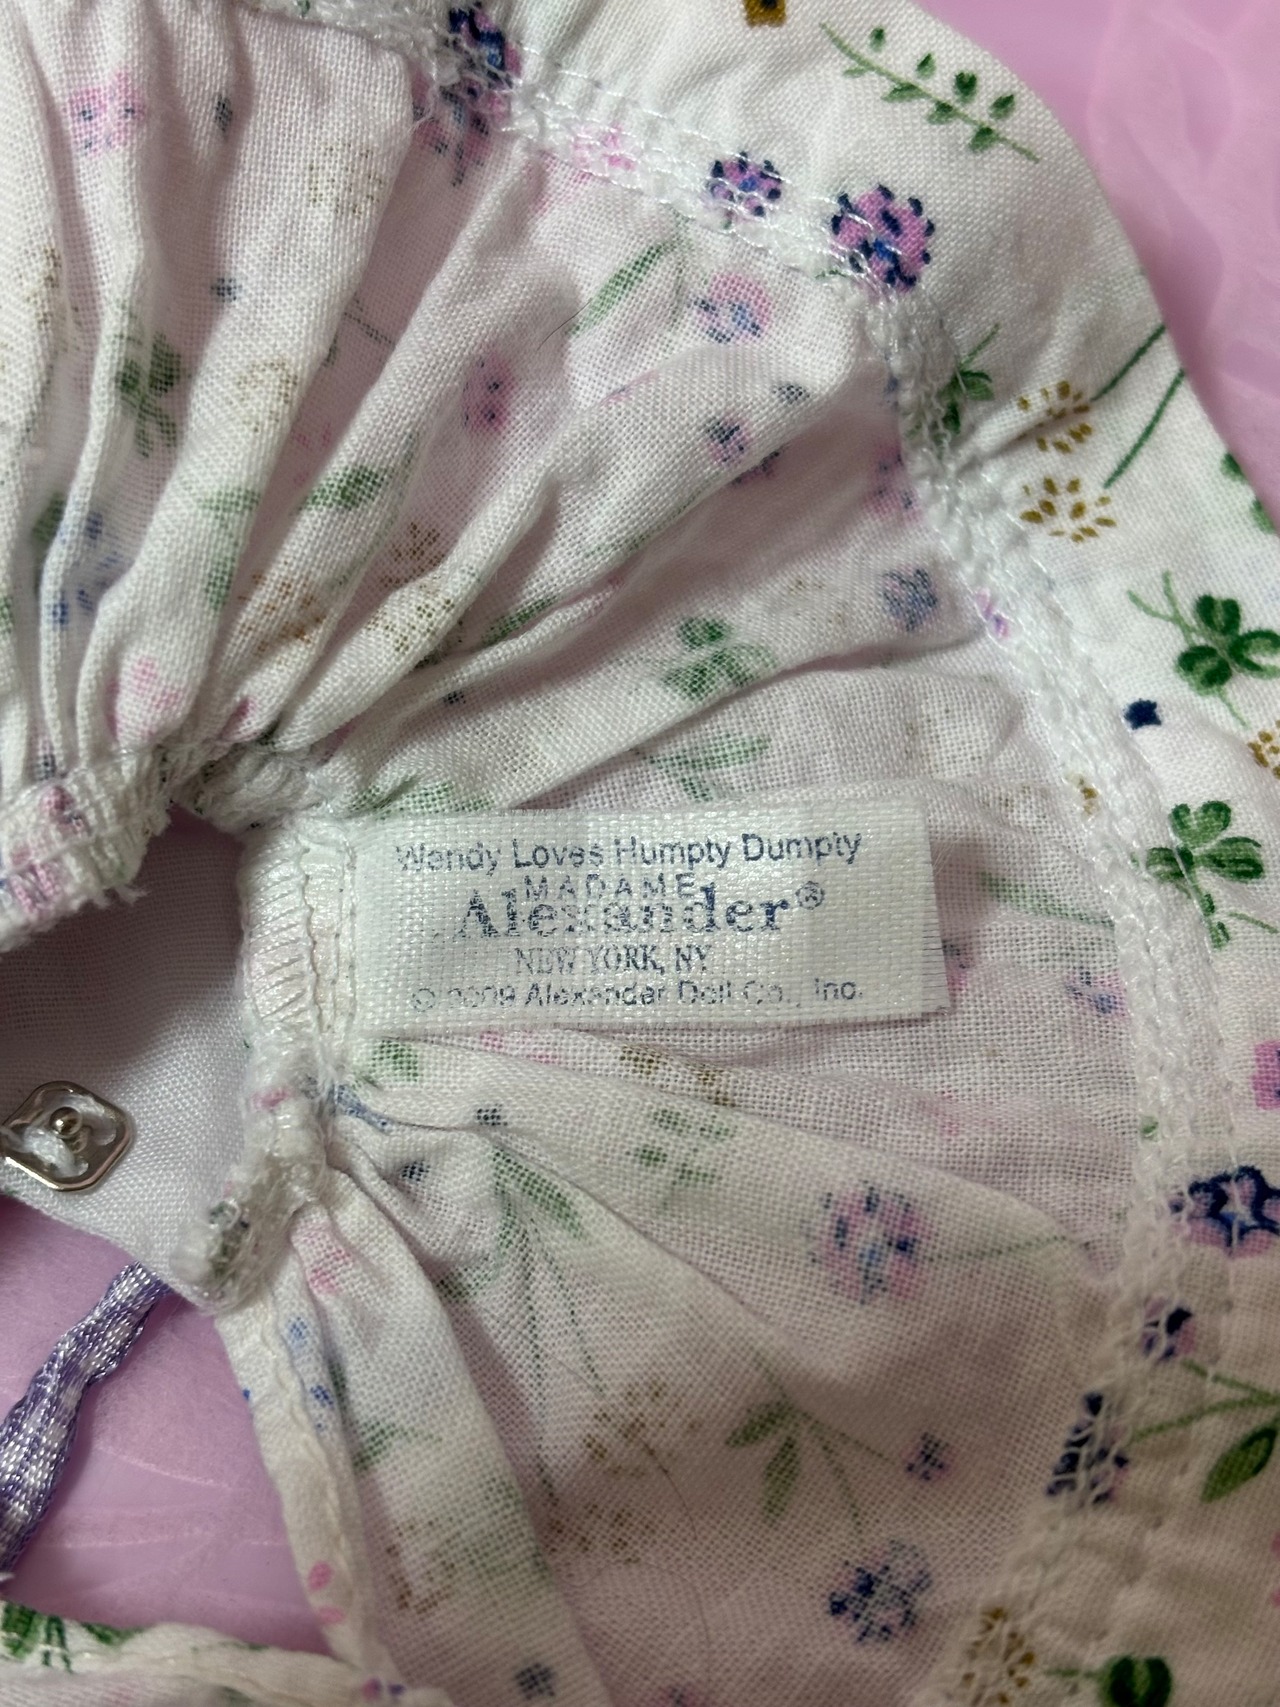 Wendy Loves Humpty Dumpty
MADAME
Alexander®
NEW YORK, NY
© 2009 Alexander Doll Co., Inc.